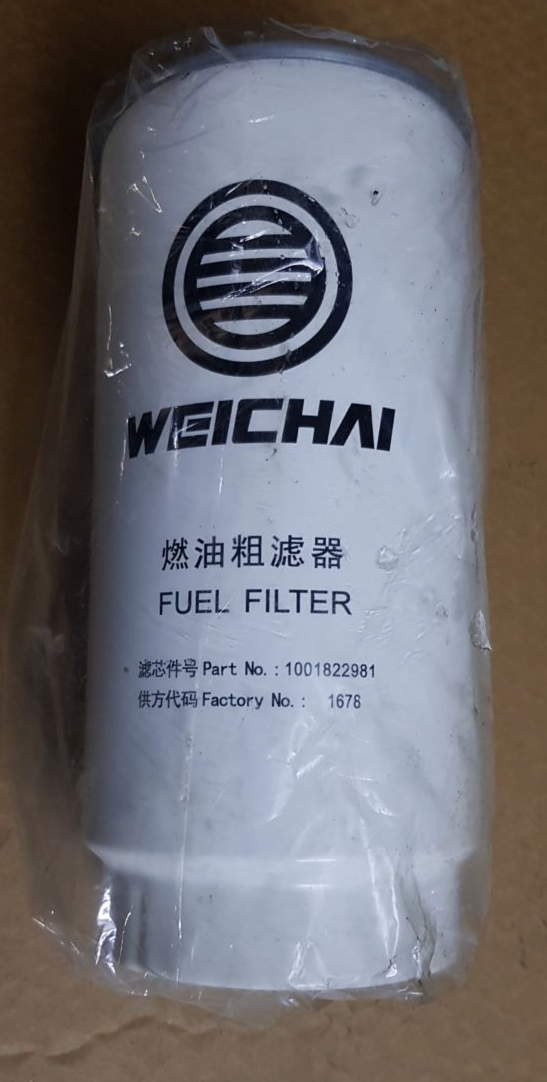 WEICHAI
燃油粗滤器
FUEL FILTER
滤芯件号 Part No. : 1001822981
供方代码 Factory No. : 1678